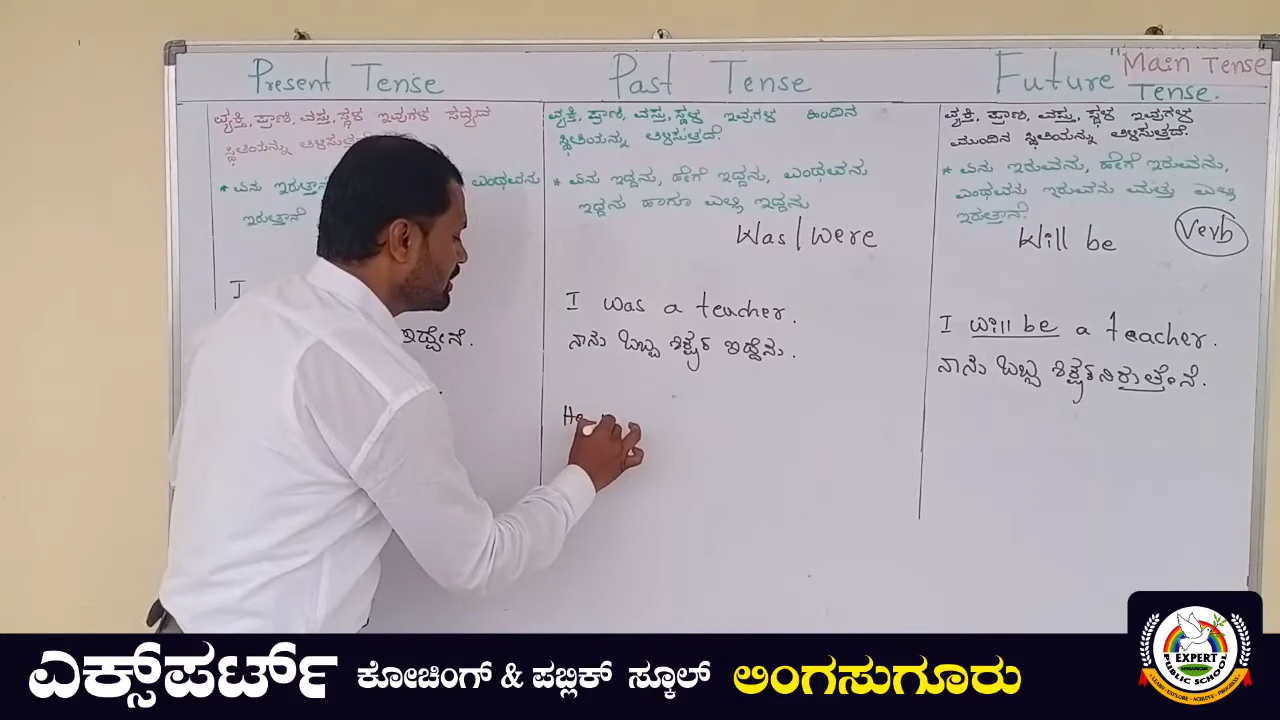 Main Tense
Present Tense
ವ್ಯಕ್ತಿ, ಪ್ರಾಣಿ, ವಸ್ತು, ಸ್ಥಳ ಇವುಗಳ ಸದ್ಯದ
ಸ್ಥಿತಿಯನ್ನು
* ಏನು ಎಂಥವನು
ಇರುತ್ತಾನೆ
I
ಇದ್ದೇನೆ.
Past Tense
ವ್ಯಕ್ತಿ, ಪ್ರಾಣಿ, ವಸ್ತು, ಸ್ಥಳ ಇವುಗಳ ಹಿಂದಿನ
ಸ್ಥಿತಿಯನ್ನು ತಿಳಿಸುತ್ತದೆ.
* ಏನು ಇದ್ದನು, ಹೇಗೆ ಇದ್ದನು, ಎಂಥವನು
ಇದ್ದನು ಹಾಗೂ ಎಲ್ಲಿ ಇದ್ದನು
Was/Were
I was a teacher.
ನಾನು ಒಬ್ಬ ಶಿಕ್ಷಕ ಇದ್ದೆನು.
He
Future Tense.
ವ್ಯಕ್ತಿ, ಪ್ರಾಣಿ, ವಸ್ತು, ಸ್ಥಳ ಇವುಗಳ
ಮುಂದಿನ ಸ್ಥಿತಿಯನ್ನು ತಿಳಿಸುತ್ತದೆ.
* ಏನು ಇರುವನು, ಹೇಗೆ ಇರುವನು,
ಎಂಥವನು ಇರುವನು ಮತ್ತು ಎಲ್ಲಿ
ಇರುತ್ತಾನೆ.
Verb
Will be
I will be a teacher.
ನಾನು ಒಬ್ಬ ಶಿಕ್ಷಕನಿರುತ್ತೇನೆ.
ಎಕ್ಸ್‌ಪರ್ಟ್ ಕೋಚಿಂಗ್ & ಪಬ್ಲಿಕ್ ಸ್ಕೂಲ್ ಲಿಂಗಸುಗೂರು
EXPERT
PUBLIC SCHOOL